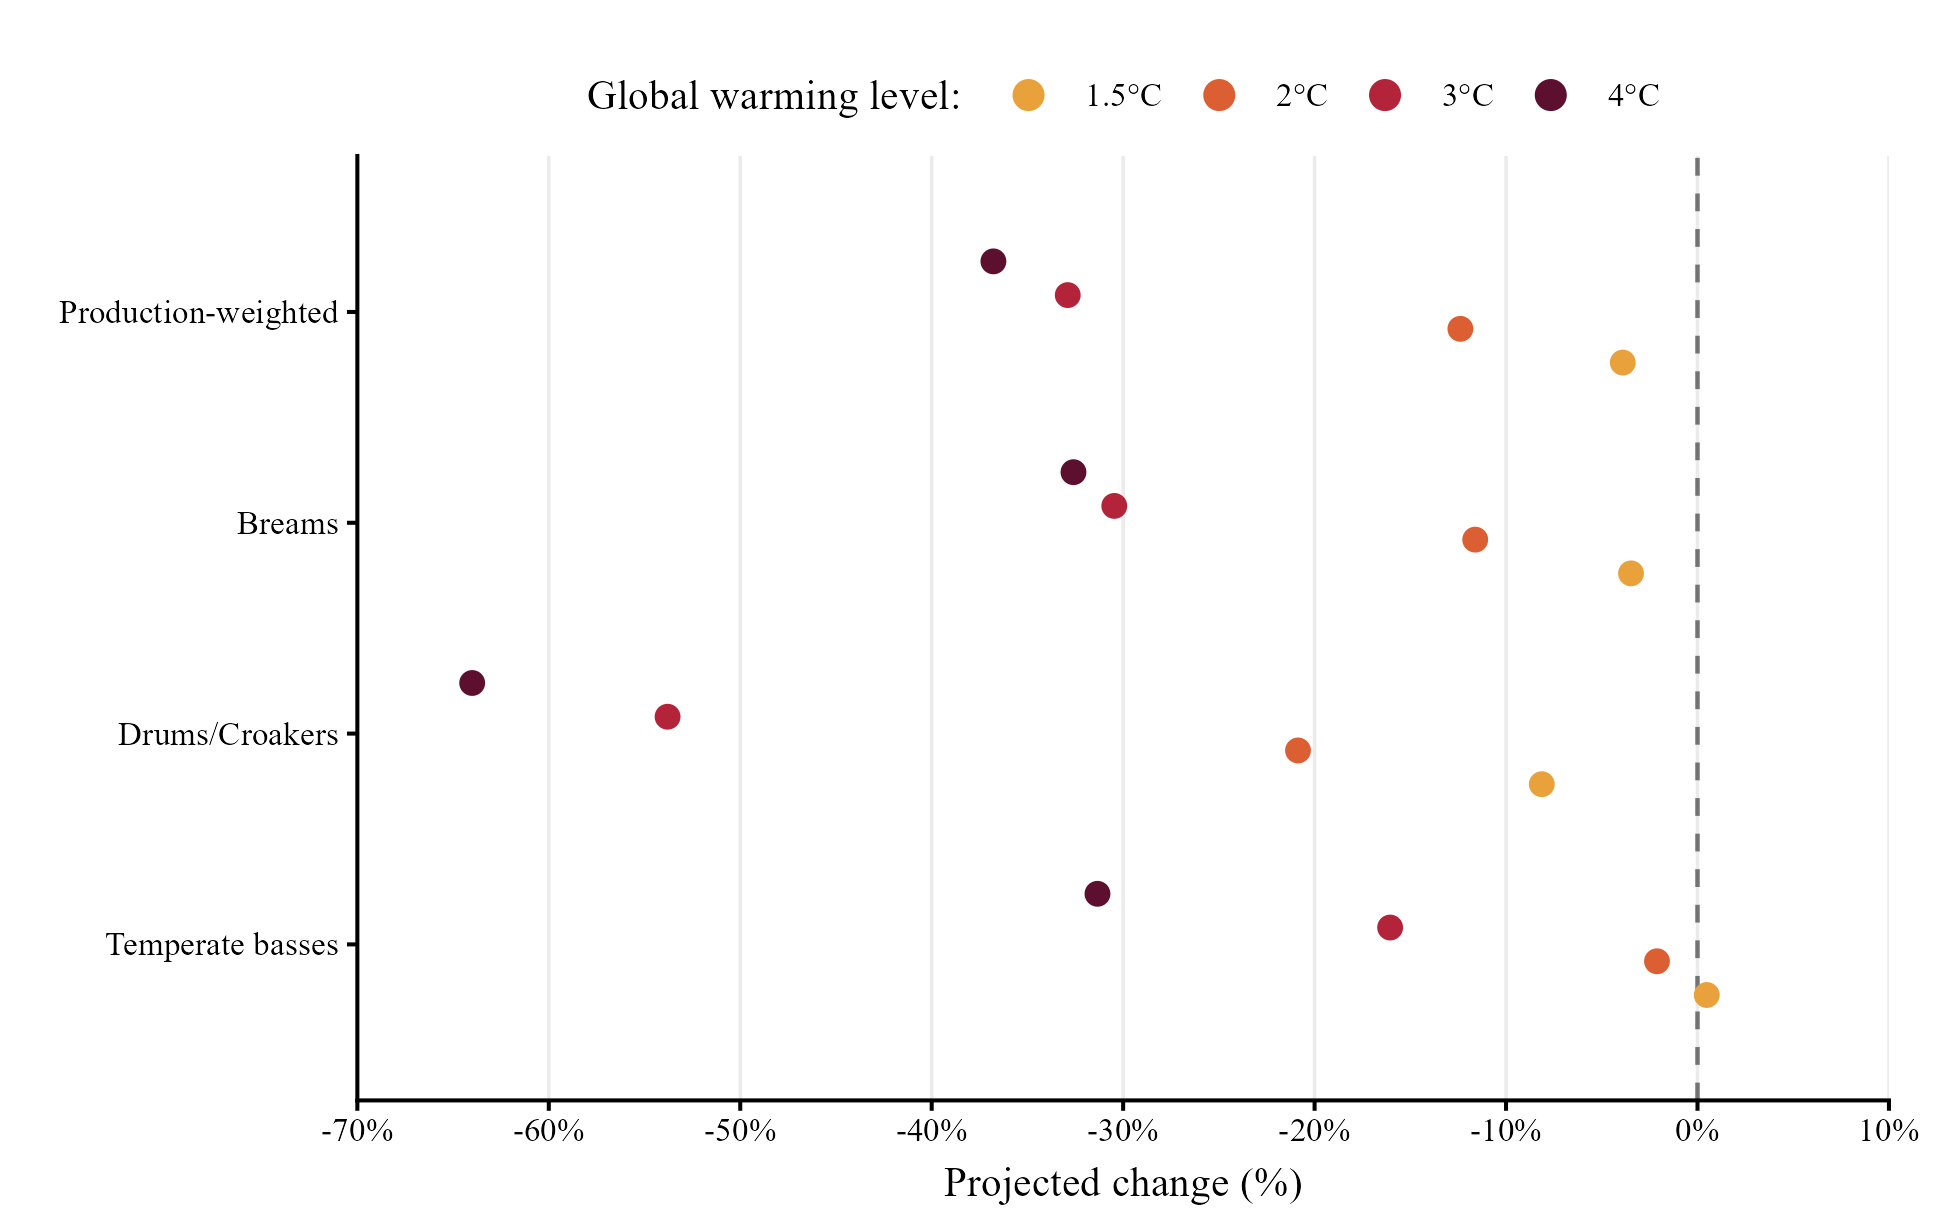 Global warming level: 1.5°C 2°C 3°C 4°C
Production-weighted
Breams
Drums/Croakers
Temperate basses
-70% -60% -50% -40% -30% -20% -10% 0% 10%
Projected change (%)